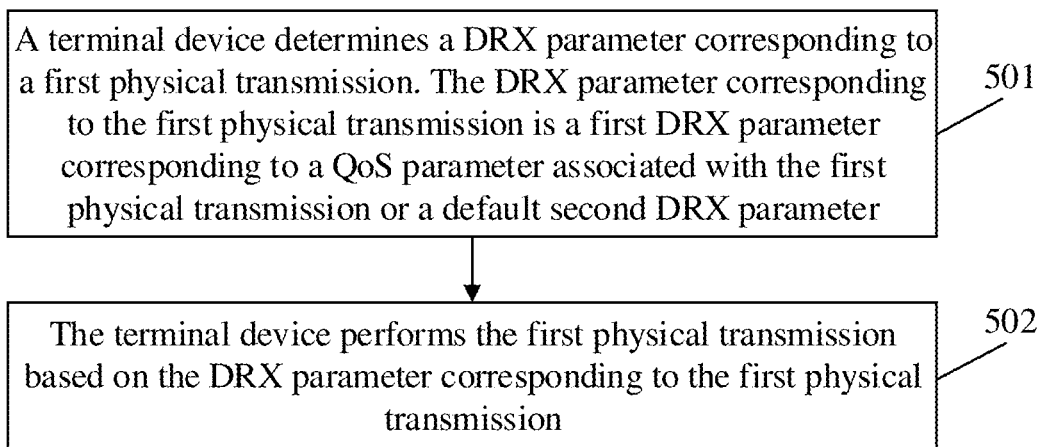 A terminal device determines a DRX parameter corresponding to
a first physical transmission. The DRX parameter corresponding
to the first physical transmission is a first DRX parameter
corresponding to a QoS parameter associated with the first
physical transmission or a default second DRX parameter
501
The terminal device performs the first physical transmission
based on the DRX parameter corresponding to the first physical
transmission
502